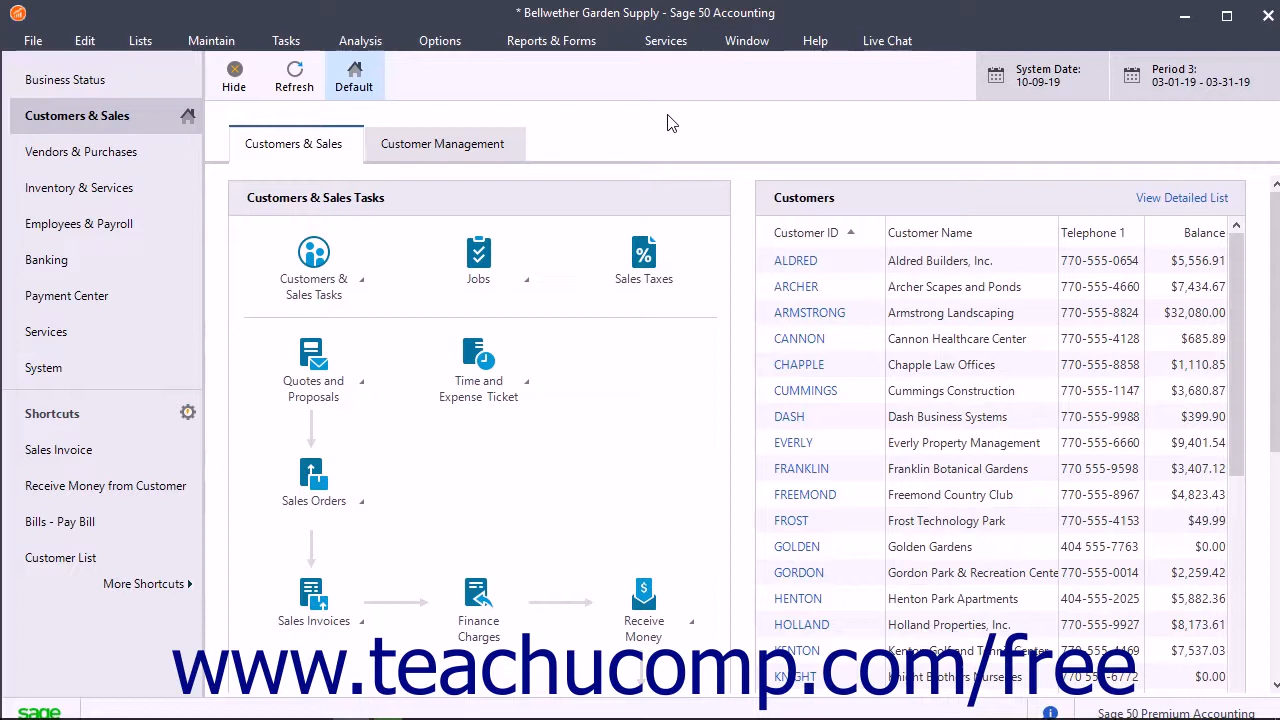 * Bellwether Garden Supply - Sage 50 Accounting
File Edit Lists Maintain Tasks Analysis Options Reports & Forms Services Window Help Live Chat
Business Status
Customers & Sales
Vendors & Purchases
Inventory & Services
Employees & Payroll
Banking
Payment Center
Services
System
Shortcuts
Sales Invoice
Receive Money from Customer
Bills - Pay Bill
Customer List
More Shortcuts
Hide Refresh Default
System Date:
10-09-19
Period 3:
03-01-19 - 03-31-19
Customers & Sales Customer Management
Customers & Sales Tasks
Customers &
Sales Tasks
Jobs
Sales Taxes
Quotes and
Proposals
Time and
Expense Ticket
Sales Orders
Sales Invoices
Finance
Charges
Receive
Money
Customers View Detailed List
Customer ID Customer Name Telephone 1 Balance
ALDRED Aldred Builders, Inc. 770-555-0654 $5,556.91
ARCHER Archer Scapes and Ponds 770-555-4660 $7,434.67
ARMSTRONG Armstrong Landscaping 770-555-8824 $32,080.00
CANNON Cannon Healthcare Center 770-555-4128 $685.89
CHAPPLE Chapple Law Offices 770-555-8858 $1,110.85
CUMMINGS Cummings Construction 770-555-1147 $3,680.87
DASH Dash Business Systems 770-555-9988 $399.90
EVERLY Everly Property Management 770-555-6660 $9,401.54
FRANKLIN Franklin Botanical Gardens 770 555-9598 $3,407.12
FREEMOND Freemond Country Club 770-555-8967 $4,823.43
FROST Frost Technology Park 770-555-4153 $49.99
GOLDEN Golden Gardens 404 555-7763 $0.00
GORDON Gordon Park & Recreation Cente 770-555-0014 $2,259.42
HENTON Henton Park Apartments 404-555-2025 $5,882.36
HOLLAND Holland Properties, Inc. 770-555-9927 $8,173.61
KENTON Kenton Golf and Tennis Center $7,537.03
KNIGHT Knight Brothers Nurseries 770-555-6772 $0.00
www.teachucomp.com/free
sage
Sage 50 Premium Accounting